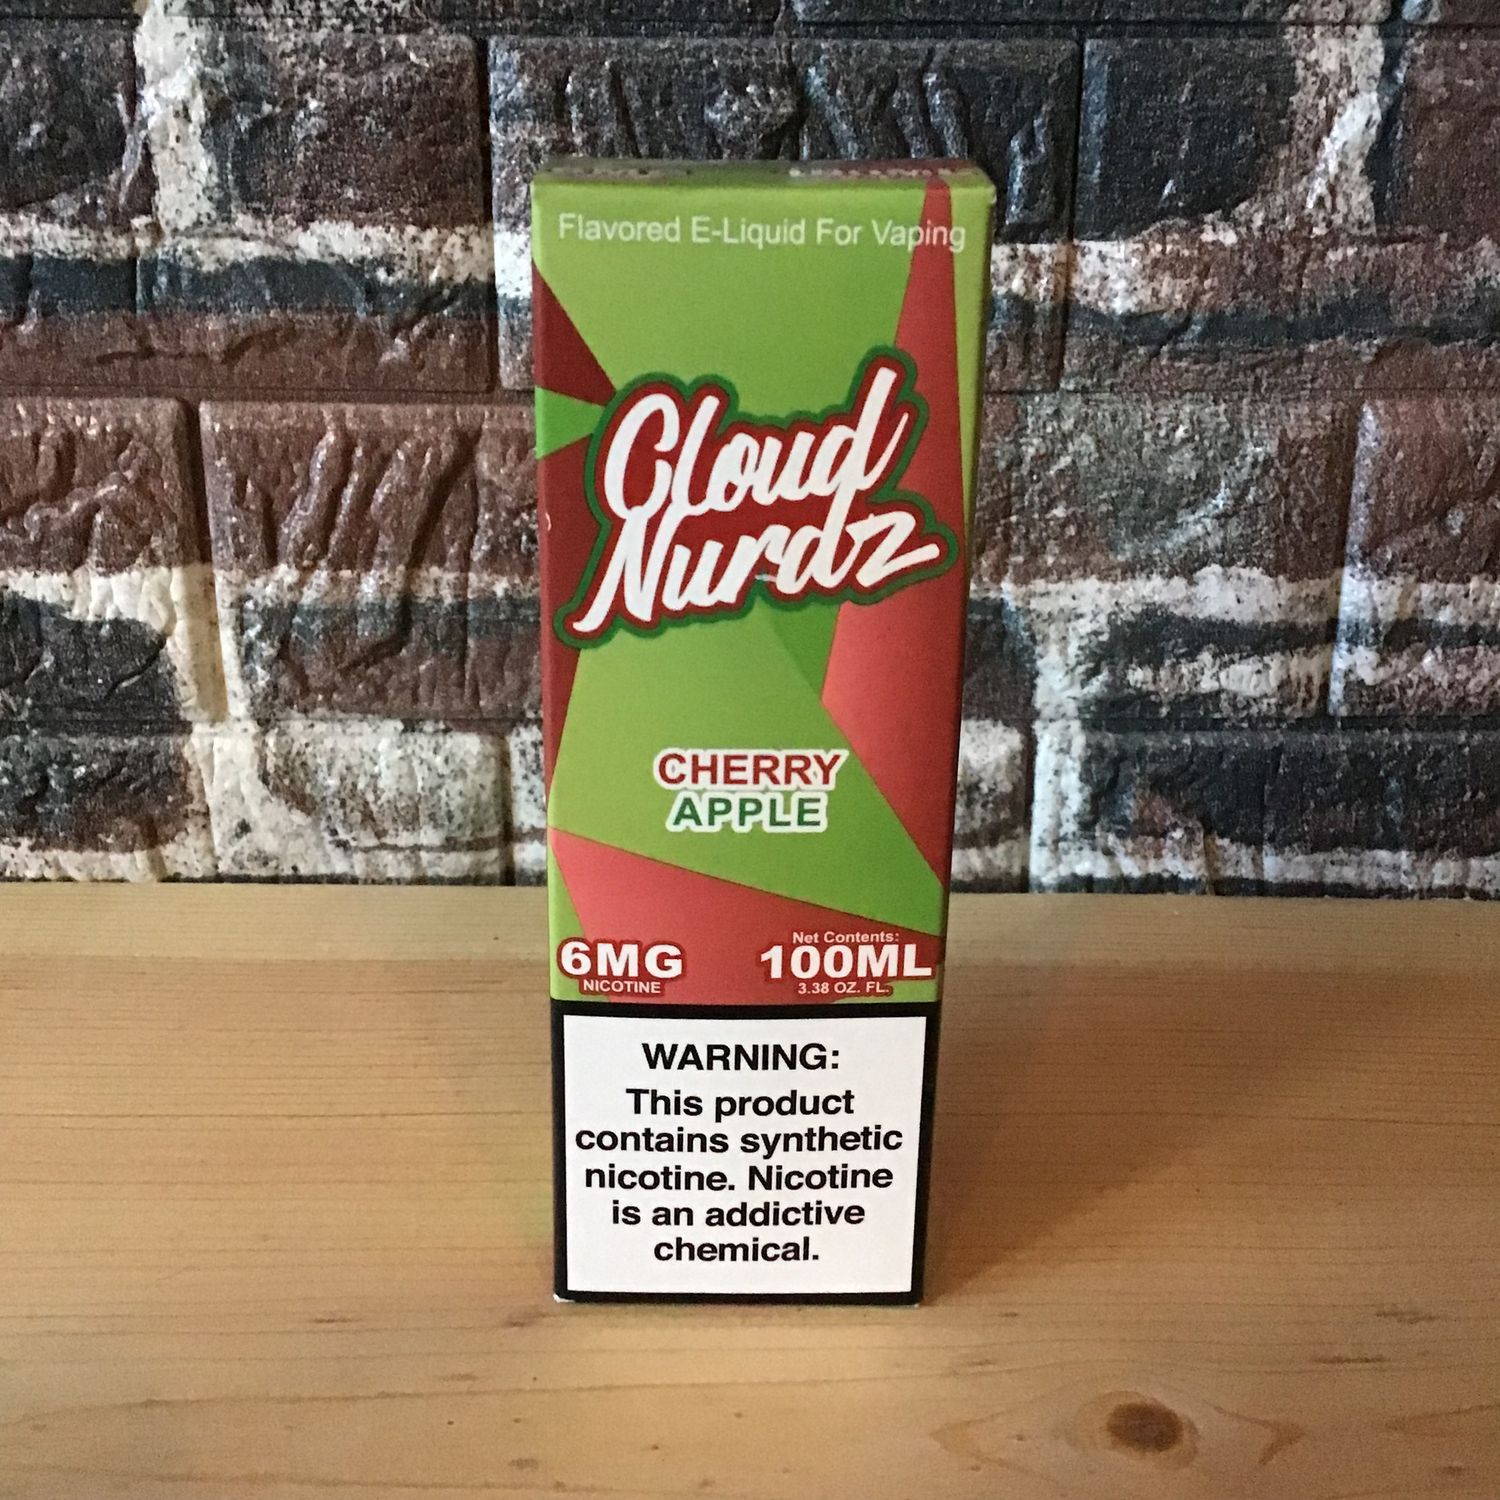 Flavored E-Liquid For Vaping
Cloud
Nurdz
CHERRY
APPLE
6MG
NICOTINE
Net Contents:
100ML
3.38 OZ. FL.
WARNING:
This product
contains synthetic
nicotine. Nicotine
is an addictive
chemical.